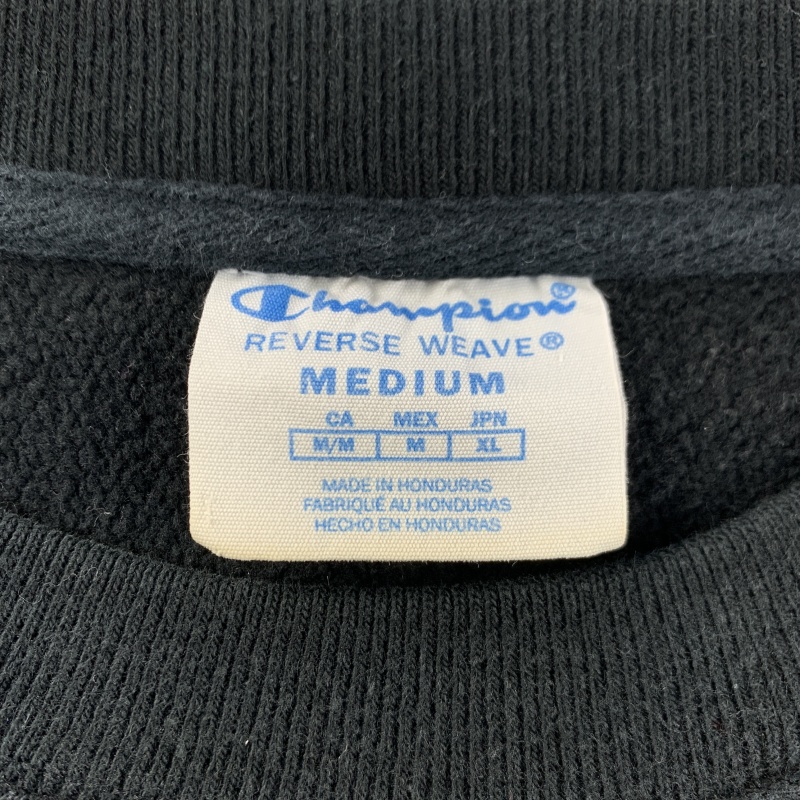 Champion®
REVERSE WEAVE®
MEDIUM
CA MEX JPN
M/M M XL
MADE IN HONDURAS
FABRIQUÉ AU HONDURAS
HECHO EN HONDURAS